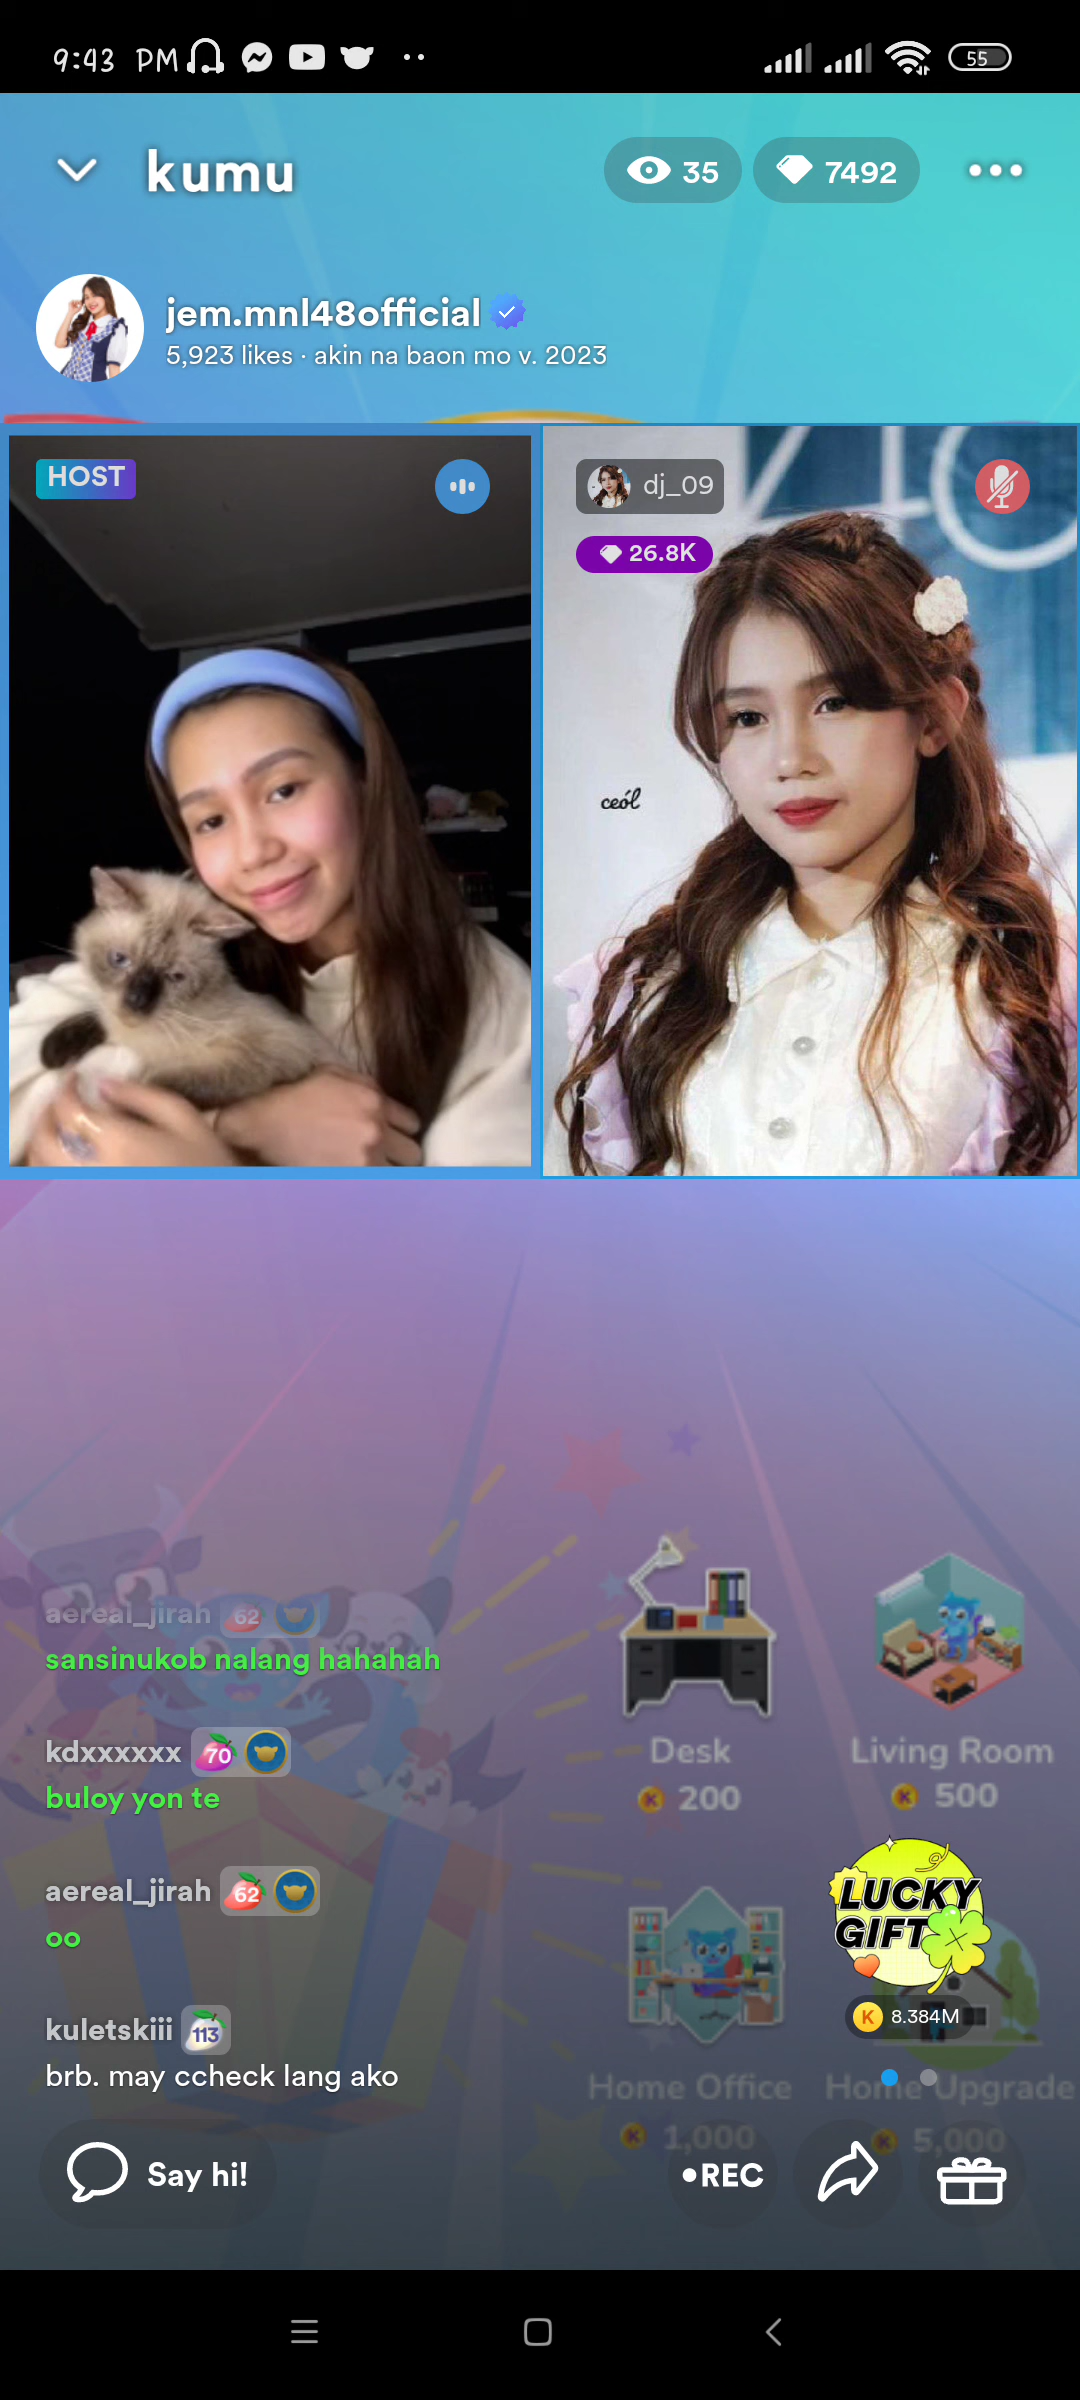 9:43 PM
55
kumu
35
7492
jem.mnl48official
5,923 likes · akin na baon mo v. 2023
HOST
dj_09
26.8K
ceól
aereal_jirah 62
sansinukob nalang hahahah
kdxxxxxx 70
buloy yon te
aereal_jirah 62
oo
kuletskiii 113
brb. may ccheck lang ako
Desk
200
Living Room
500
LUCKY
GIFT
K 8.384M
Home Office
1,000
Home Upgrade
5,000
Say hi!
•REC